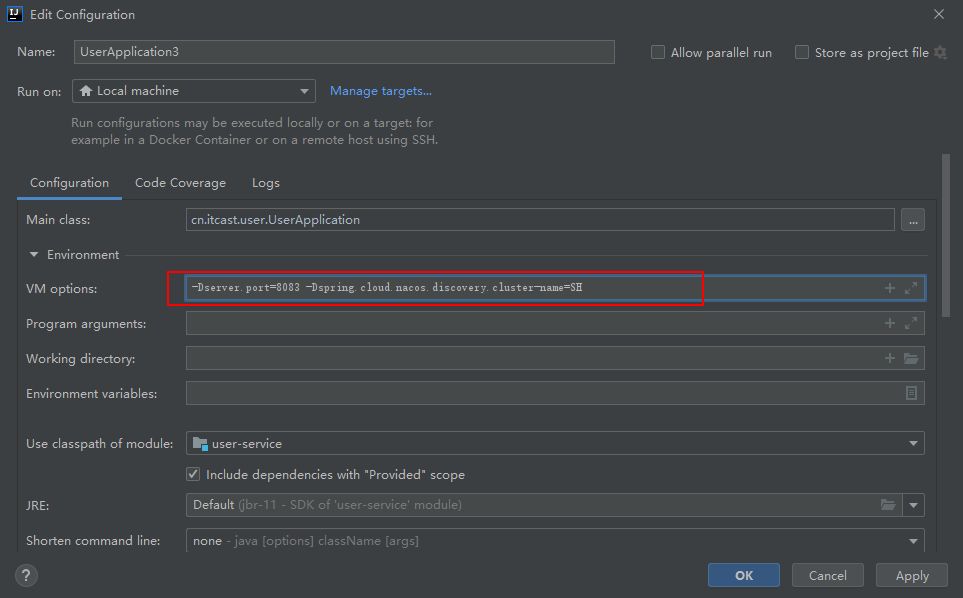 IJ Edit Configuration
Name: UserApplication3 Allow parallel run Store as project file
Run on: Local machine Manage targets...
Run configurations may be executed locally or on a target: for
example in a Docker Container or on a remote host using SSH.
Configuration Code Coverage Logs
Main class: cn.itcast.user.UserApplication ...
Environment
VM options: -Dserver.port=8083 -Dspring.cloud.nacos.discovery.cluster-name=SH
Program arguments:
Working directory:
Environment variables:
Use classpath of module: user-service
Include dependencies with "Provided" scope
JRE: Default (jbr-11 - SDK of 'user-service' module)
Shorten command line: none - java [options] className [args]
? OK Cancel Apply